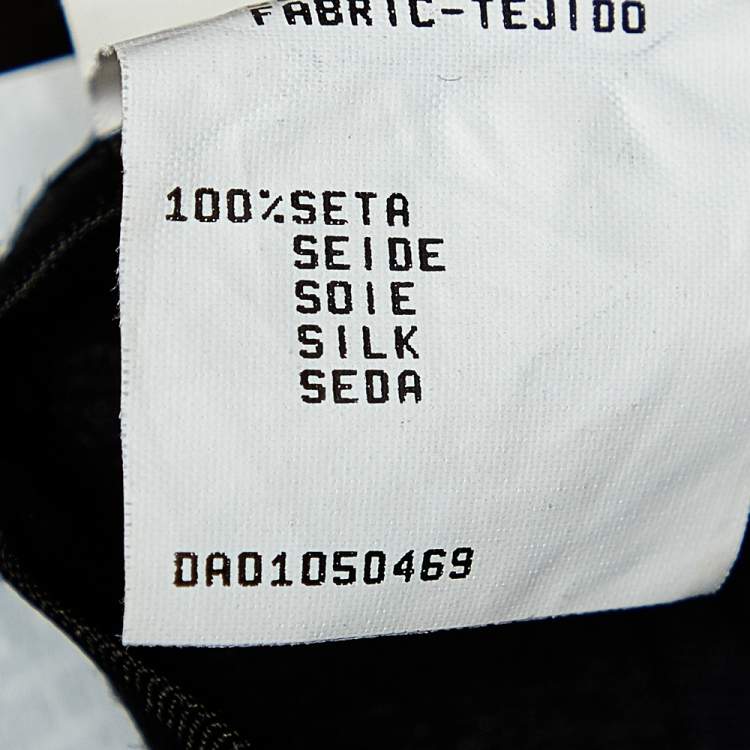 FABRIC-TEJIDO
100%SETA
SEIDE
SOIE
SILK
SEDA
DA01050469